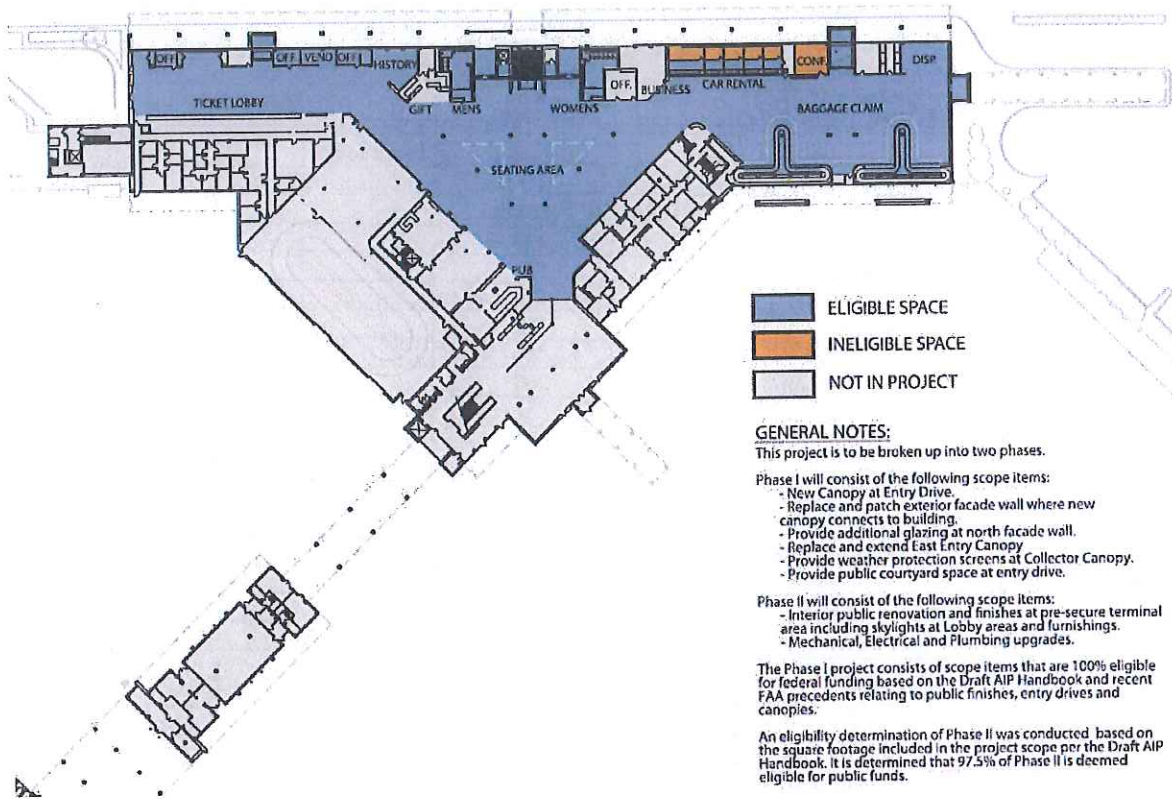 OFF.
OFF.
VEND
OFF.
HISTORY
OFF.
BUSINESS
CAR RENTAL
CONF.
DISP.
TICKET LOBBY
GIFT
MENS
WOMENS
BAGGAGE CLAIM
SEATING AREA
PUB
ELIGIBLE SPACE
INELIGIBLE SPACE
NOT IN PROJECT
GENERAL NOTES:
This project is to be broken up into two phases.
Phase I will consist of the following scope items:
- New Canopy at Entry Drive.
- Replace and patch exterior facade wall where new
canopy connects to building.
- Provide additional glazing at north facade wall.
- Replace and extend East Entry Canopy
- Provide weather protection screens at Collector Canopy.
- Provide public courtyard space at entry drive.
Phase II will consist of the following scope items:
- Interior public renovation and finishes at pre-secure terminal
area including skylights at Lobby areas and furnishings.
- Mechanical, Electrical and Plumbing upgrades.
The Phase I project consists of scope items that are 100% eligible
for federal funding based on the Draft AIP Handbook and recent
FAA precedents relating to public finishes, entry drives and
canopies.
An eligibility determination of Phase II was conducted based on
the square footage included in the project scope per the Draft AIP
Handbook. It is determined that 97.5% of Phase II is deemed
eligible for public funds.